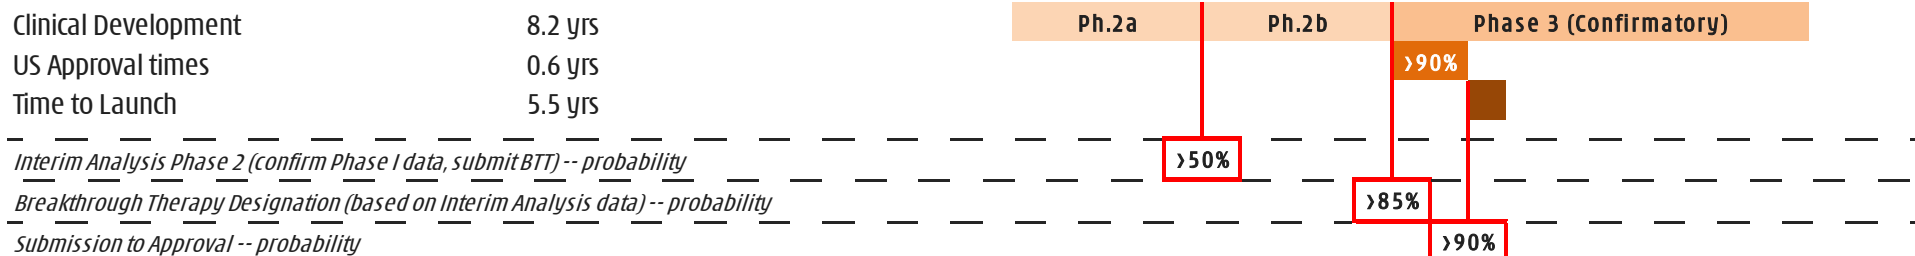 Clinical Development 8.2 yrs Ph.2a Ph.2b Phase 3 (Confirmatory)
US Approval times 0.6 yrs >90%
Time to Launch 5.5 yrs
Interim Analysis Phase 2 (confirm Phase I data, submit BTT) -- probability >50%
Breakthrough Therapy Designation (based on Interim Analysis data) -- probability >85%
Submission to Approval -- probability >90%